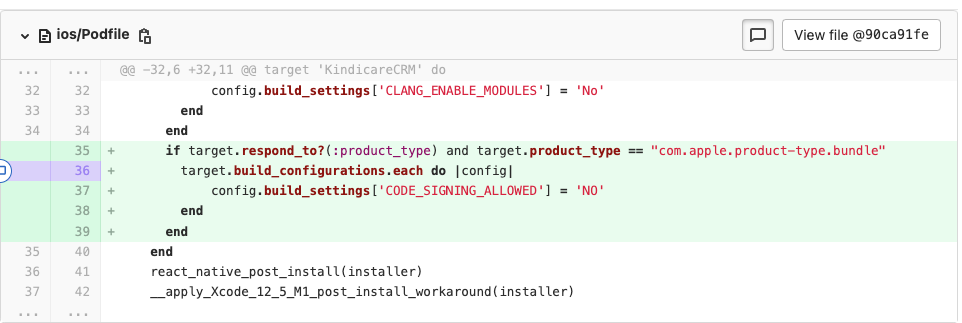 ios/Podfile View file @90ca91fe
... ... @@ -32,6 +32,11 @@ target 'KindicareCRM' do
32 32 config.build_settings['CLANG_ENABLE_MODULES'] = 'No'
33 33 end
34 34 end
35 + if target.respond_to?(:product_type) and target.product_type == "com.apple.product-type.bundle"
36 + target.build_configurations.each do |config|
37 + config.build_settings['CODE_SIGNING_ALLOWED'] = 'NO'
38 + end
39 + end
35 40 end
36 41 react_native_post_install(installer)
37 42 __apply_Xcode_12_5_M1_post_install_workaround(installer)
... ...